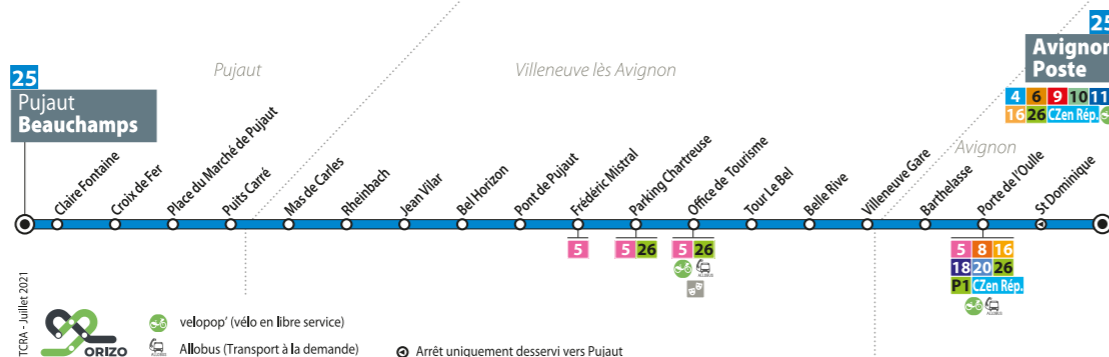 25
Pujaut
Beauchamps
Pujaut
Villeneuve lès Avignon
Avignon
25
Avignon
Poste
4 6 9 10 11
16 26 CZen Rép.
Claire Fontaine
Croix de Fer
Place du Marché de Pujaut
Puits Carré
Mas de Carles
Rheinbach
Jean Vilar
Bel Horizon
Pont de Pujaut
Frédéric Mistral
Parking Chartreuse
Office de Tourisme
Tour Le Bel
Belle Rive
Villeneuve Gare
Barthelasse
Porte de l'Oulle
St Dominique
5
5 26
5 26
ALLOBUS
5 8 16
18 20 26
P1 CZen Rép.
ALLOBUS
TCRA - Juillet 2021
ORIZO
velopop' (vélo en libre service)
ALLOBUS
Allobus (Transport à la demande)
Arrêt uniquement desservi vers Pujaut